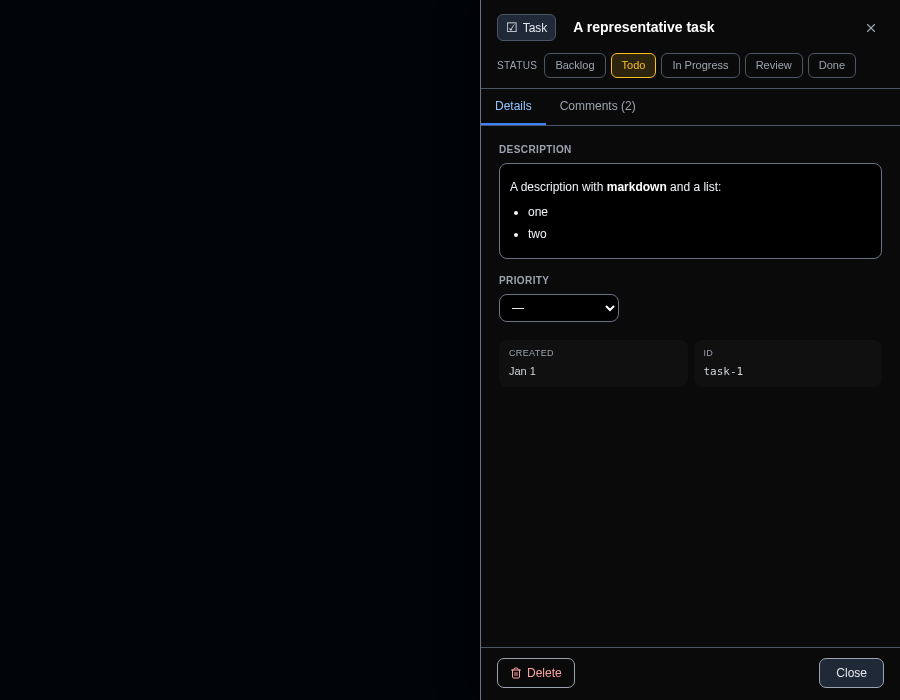 Task
A representative task
STATUS Backlog Todo In Progress Review Done
Details Comments (2)
DESCRIPTION
A description with markdown and a list:
• one
• two
PRIORITY
—
CREATED
Jan 1
ID
task-1
Delete
Close